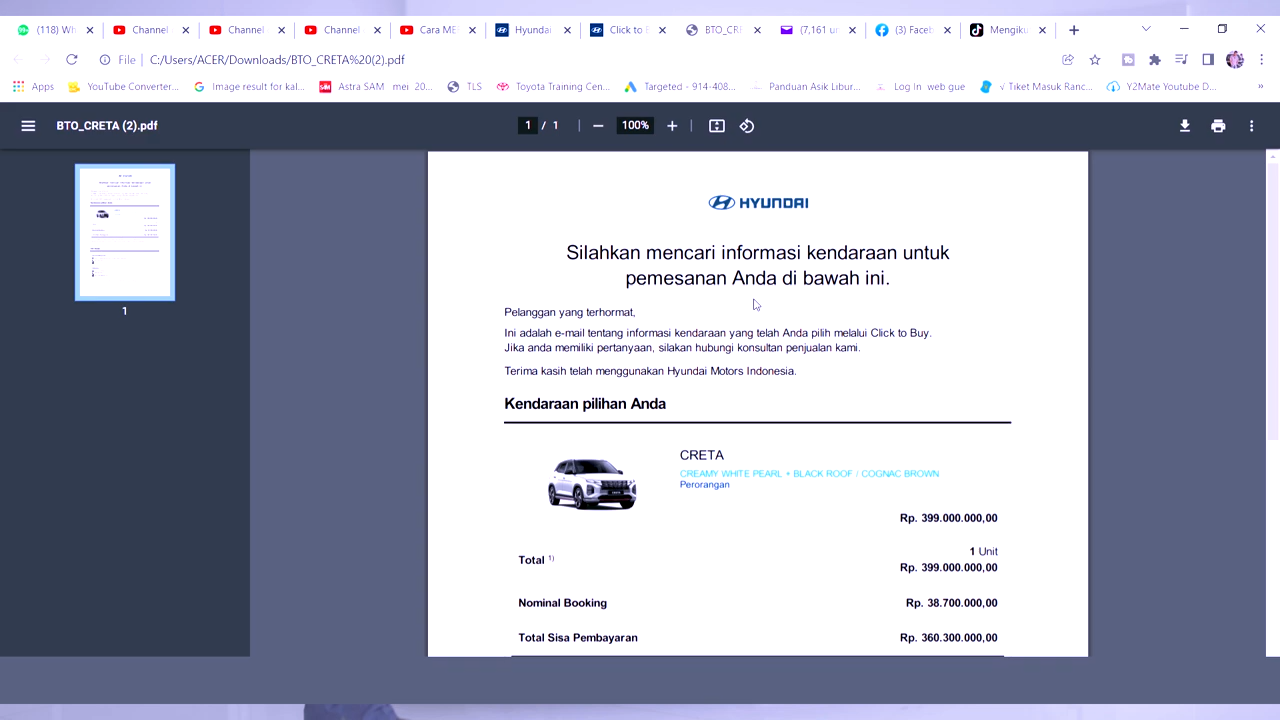 (118) Wh
Channel
Channel
Channel
Cara ME
Hyundai
Click to B
BTO_CRE
(7,161 u
(3) Faceb
Mengiku
File C:/Users/ACER/Downloads/BTO_CRETA%20(2).pdf
Apps
YouTube Converter...
Image result for kal...
Astra SAM mei 20...
TLS
Toyota Training Cen...
Targeted - 914-408...
Panduan Asik Libur...
Log In web gue
√ Tiket Masuk Ranc...
Y2Mate Youtube D...
»
BTO_CRETA (2).pdf
1 / 1
100%
1
HYUNDAI
Silahkan mencari informasi kendaraan untuk
pemesanan Anda di bawah ini.
Pelanggan yang terhormat,
Ini adalah e-mail tentang informasi kendaraan yang telah Anda pilih melalui Click to Buy.
Jika anda memiliki pertanyaan, silakan hubungi konsultan penjualan kami.
Terima kasih telah menggunakan Hyundai Motors Indonesia.
Kendaraan pilihan Anda
CRETA
CREAMY WHITE PEARL + BLACK ROOF / COGNAC BROWN
Perorangan
Rp. 399.000.000,00
1 Unit
Total 1)
Rp. 399.000.000,00
Nominal Booking Rp. 38.700.000,00
Total Sisa Pembayaran Rp. 360.300.000,00